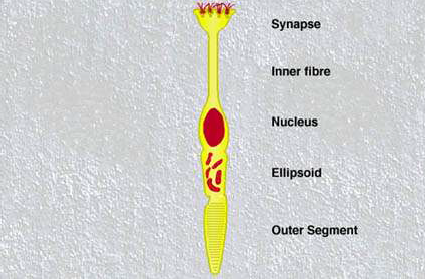 Synapse
Inner fibre
Nucleus
Ellipsoid
Outer Segment